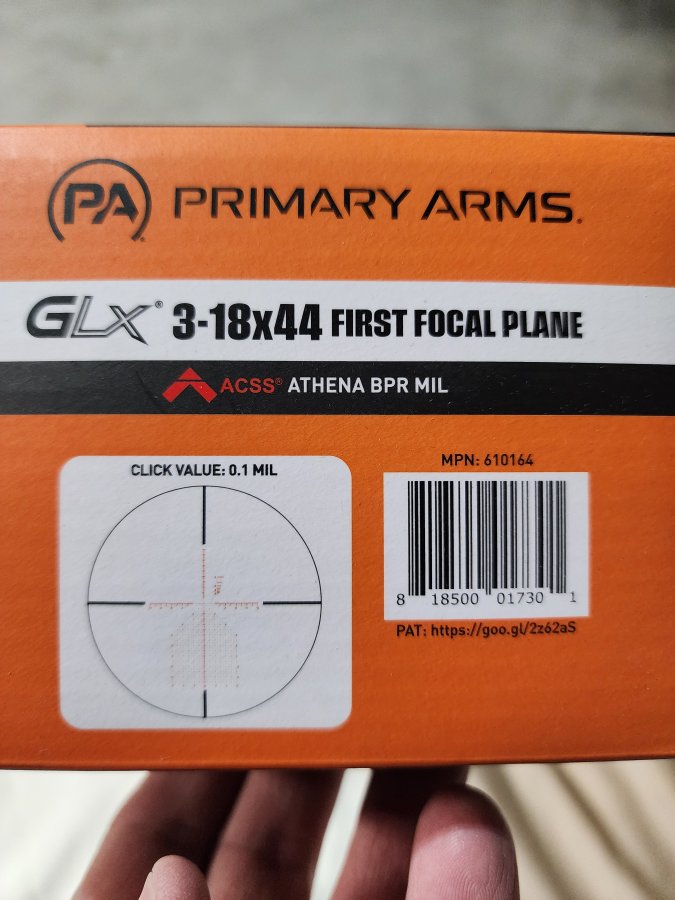 PA PRIMARY ARMS.
GLX® 3-18x44 FIRST FOCAL PLANE
ACSS® ATHENA BPR MIL
CLICK VALUE: 0.1 MIL
MPN: 610164
8 18500 01730 1
PAT: https://goo.gl/2z62aS